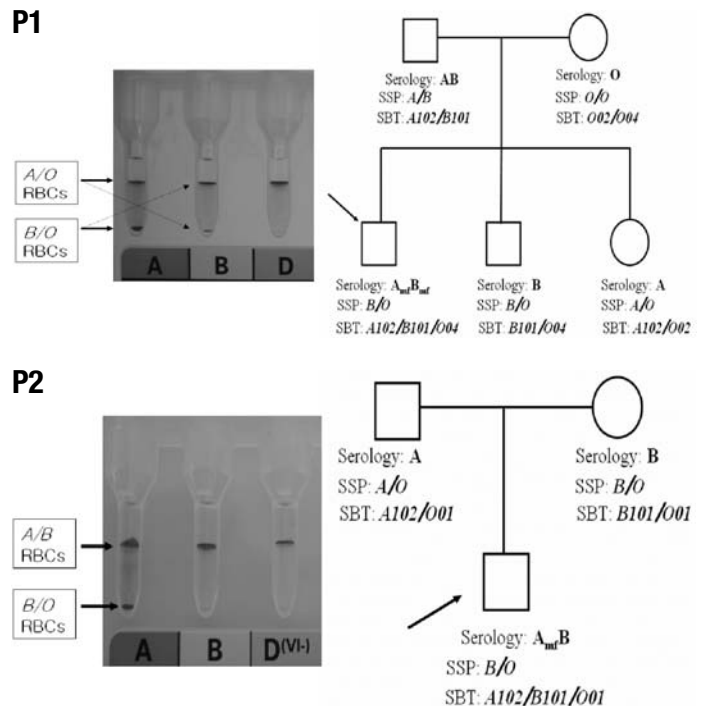 P1
A/O
RBCs
B/O
RBCs
A B D
Serology: AB
SSP: A/B
SBT: A102/B101
Serology: O
SSP: O/O
SBT: O02/O04
Serology: AmfBmf
SSP: B/O
SBT: A102/B101/O04
Serology: B
SSP: B/O
SBT: B101/O04
Serology: A
SSP: A/O
SBT: A102/O02
P2
A/B
RBCs
B/O
RBCs
A B D(VI-)
Serology: A
SSP: A/O
SBT: A102/O01
Serology: B
SSP: B/O
SBT: B101/O01
Serology: AmfB
SSP: B/O
SBT: A102/B101/O01